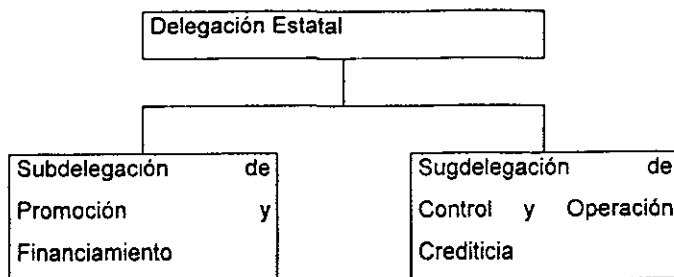 Delegación Estatal
Subdelegación de
Promoción y
Financiamiento
Sugdelegación de
Control y Operación
Crediticia